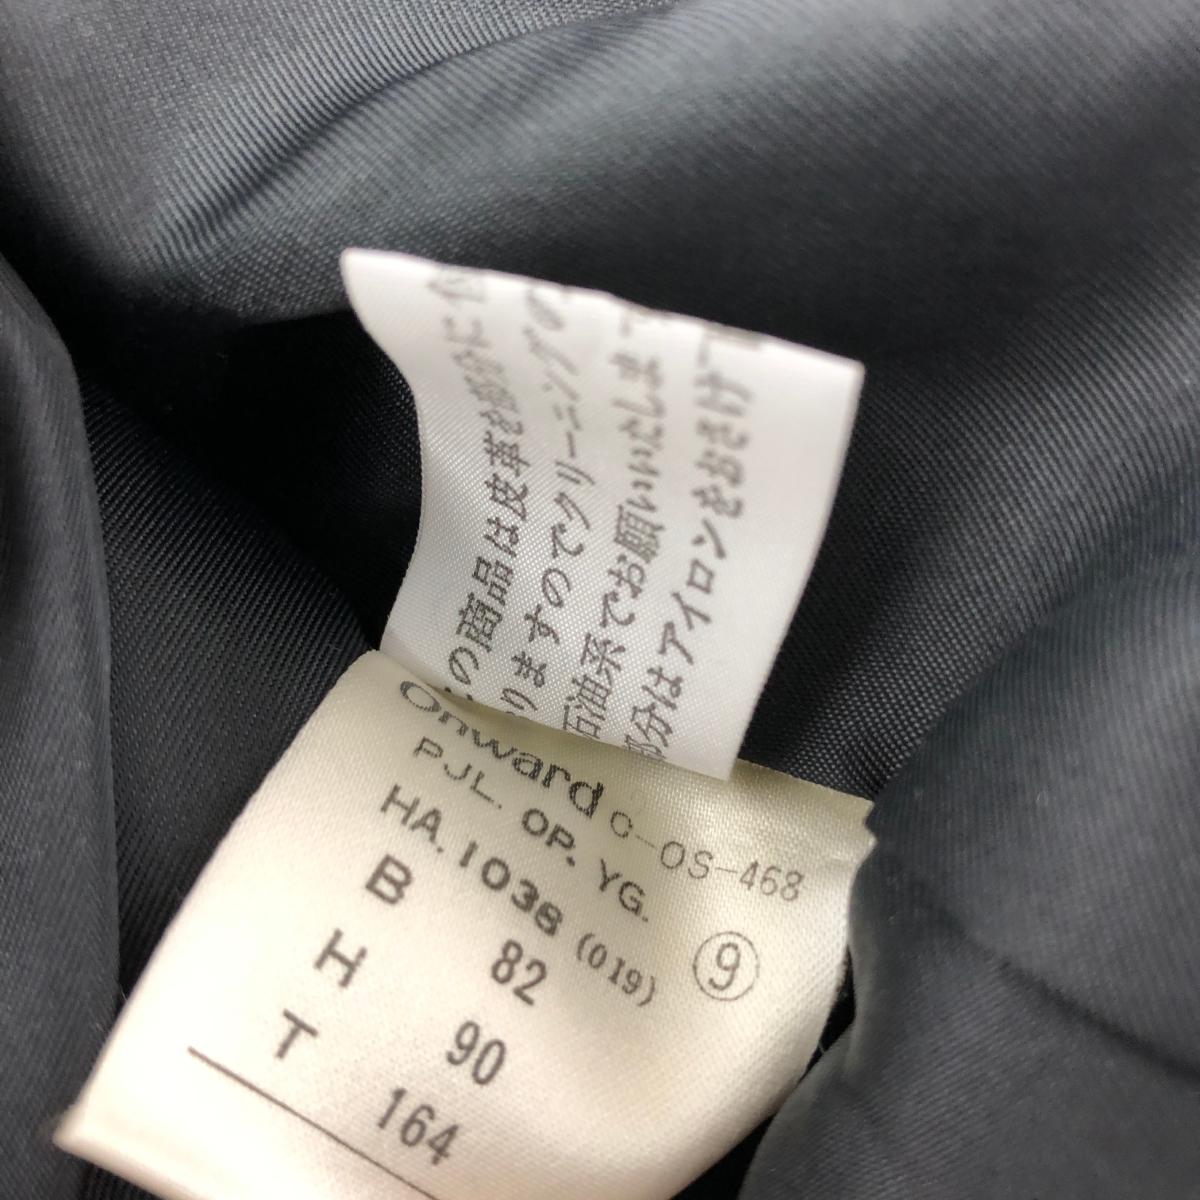 の商品は皮革を部分に
りますのでクリーニング
石油系でお願いいたしま
部分はアイロンをおさけ
Onward C-OS-468
PJL. OP. YG.
HA. 1038 (019) ⑨
B 82
H 90
T 164